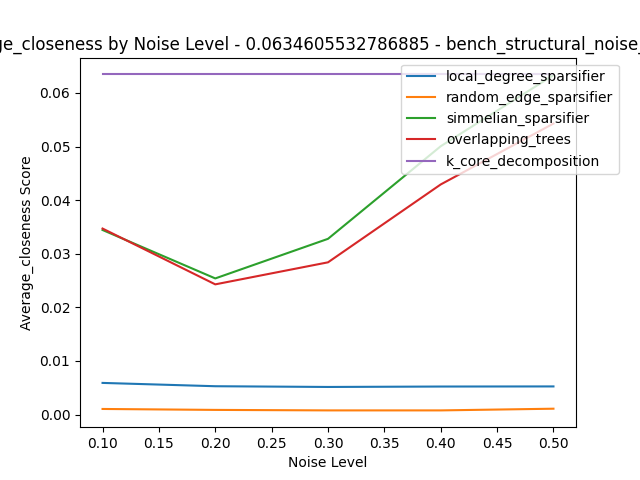 ge_closeness by Noise Level - 0.0634605532786885 - bench_structural_noise_
local_degree_sparsifier
random_edge_sparsifier
simmelian_sparsifier
overlapping_trees
k_core_decomposition
Average_closeness Score
0.06
0.05
0.04
0.03
0.02
0.01
0.00
0.10 0.15 0.20 0.25 0.30 0.35 0.40 0.45 0.50
Noise Level